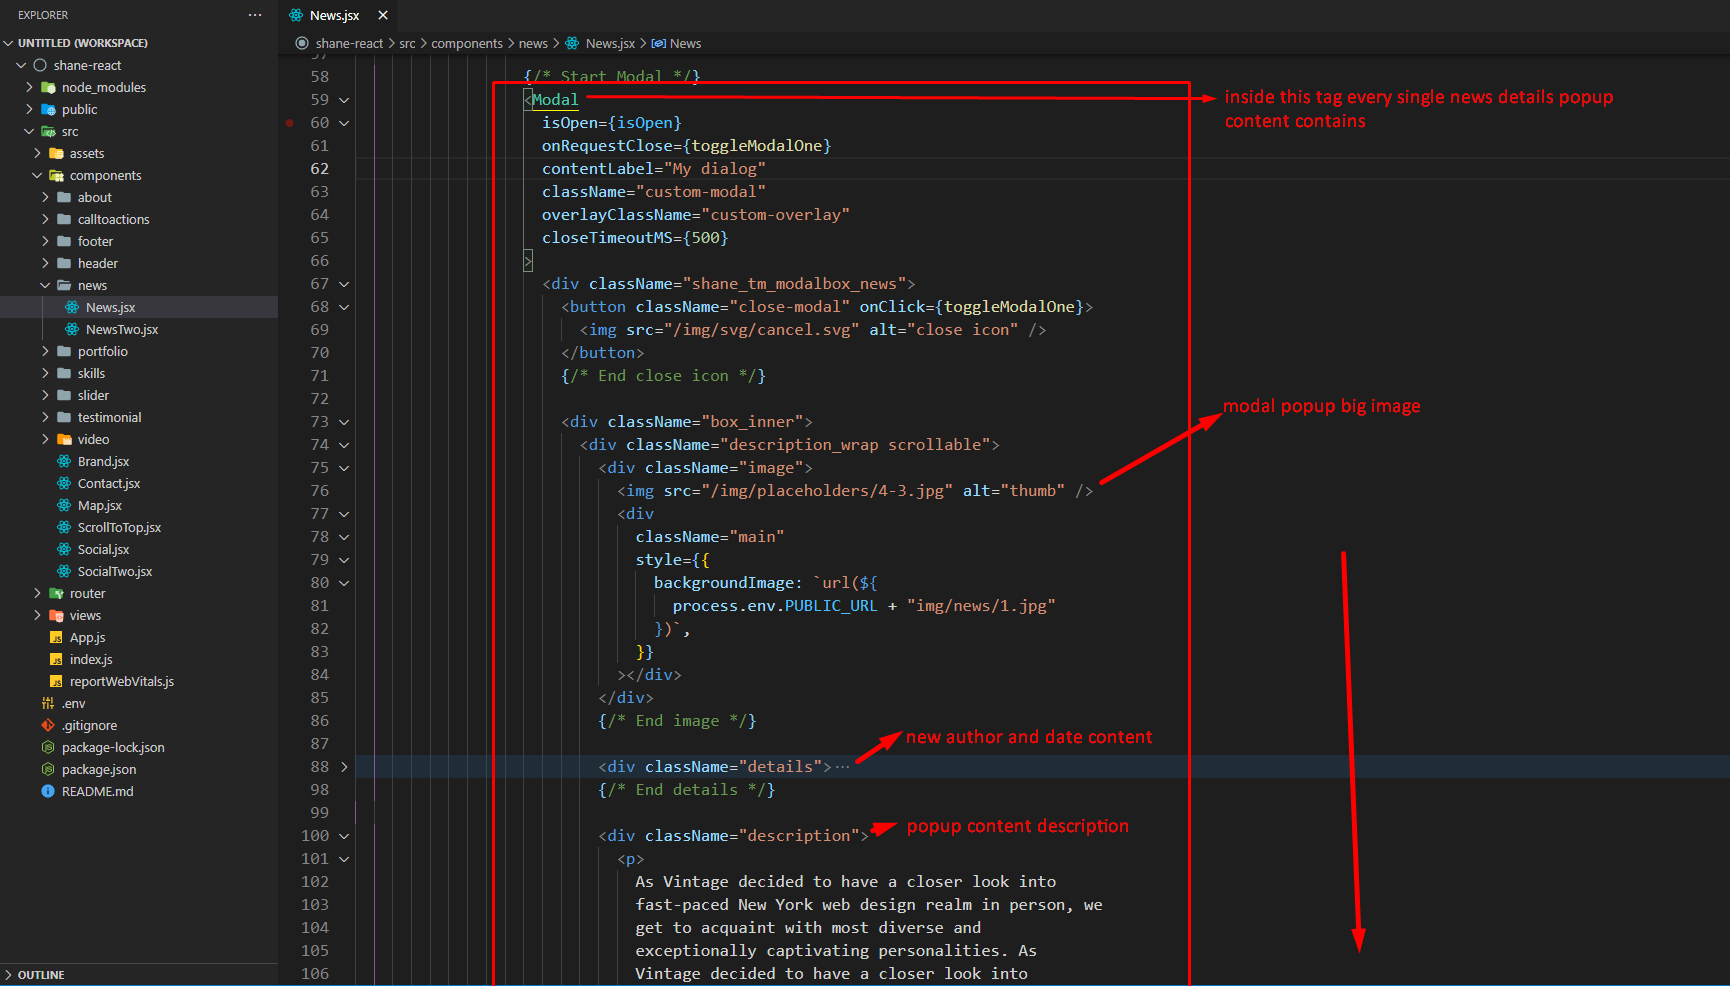 EXPLORER
News.jsx
UNTITLED (WORKSPACE)
shane-react > src > components > news > News.jsx > News
shane-react
node_modules
public
src
assets
components
about
calltoactions
footer
header
news
News.jsx
NewsTwo.jsx
portfolio
skills
slider
testimonial
video
Brand.jsx
Contact.jsx
Map.jsx
ScrollToTop.jsx
Social.jsx
SocialTwo.jsx
router
views
App.js
index.js
reportWebVitals.js
.env
.gitignore
package-lock.json
package.json
README.md
OUTLINE
57
58 {/* Start Modal */}
59 <Modal
inside this tag every single news details popup
content contains
60 isOpen={isOpen}
61 onRequestClose={toggleModalOne}
62 contentLabel="My dialog"
63 className="custom-modal"
64 overlayClassName="custom-overlay"
65 closeTimeoutMS={500}
66 >
67 <div className="shane_tm_modalbox_news">
68 <button className="close-modal" onClick={toggleModalOne}>
69 <img src="/img/svg/cancel.svg" alt="close icon" />
70 </button>
71 {/* End close icon */}
72
73 <div className="box_inner">
modal popup big image
74 <div className="description_wrap scrollable">
75 <div className="image">
76 <img src="/img/placeholders/4-3.jpg" alt="thumb" />
77 <div
78 className="main"
79 style={{
80 backgroundImage: `url(${
81 process.env.PUBLIC_URL + "img/news/1.jpg"
82 })`,
83 }}
84 ></div>
85 </div>
86 {/* End image */}
87
new author and date content
88 <div className="details">···
98 {/* End details */}
99
100 <div className="description">
popup content description
101 <p>
102 As Vintage decided to have a closer look into
103 fast-paced New York web design realm in person, we
104 get to acquaint with most diverse and
105 exceptionally captivating personalities. As
106 Vintage decided to have a closer look into